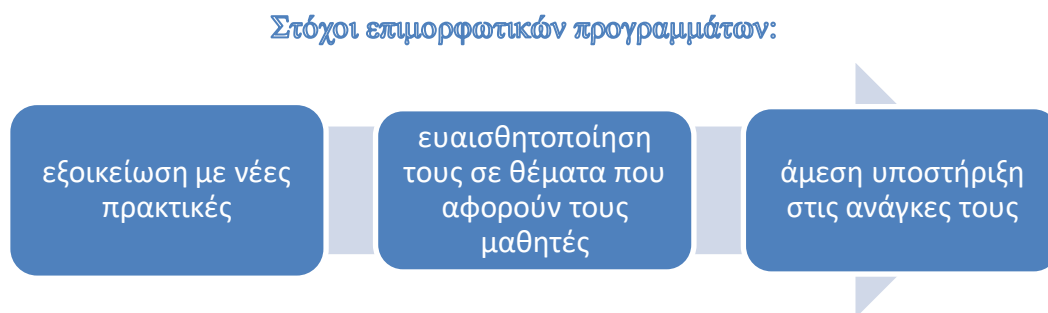 Στόχοι επιμορφωτικών προγραμμάτων:
εξοικείωση με νέες
πρακτικές
ευαισθητοποίηση
τους σε θέματα που
αφορούν τους
μαθητές
άμεση υποστήριξη
στις ανάγκες τους